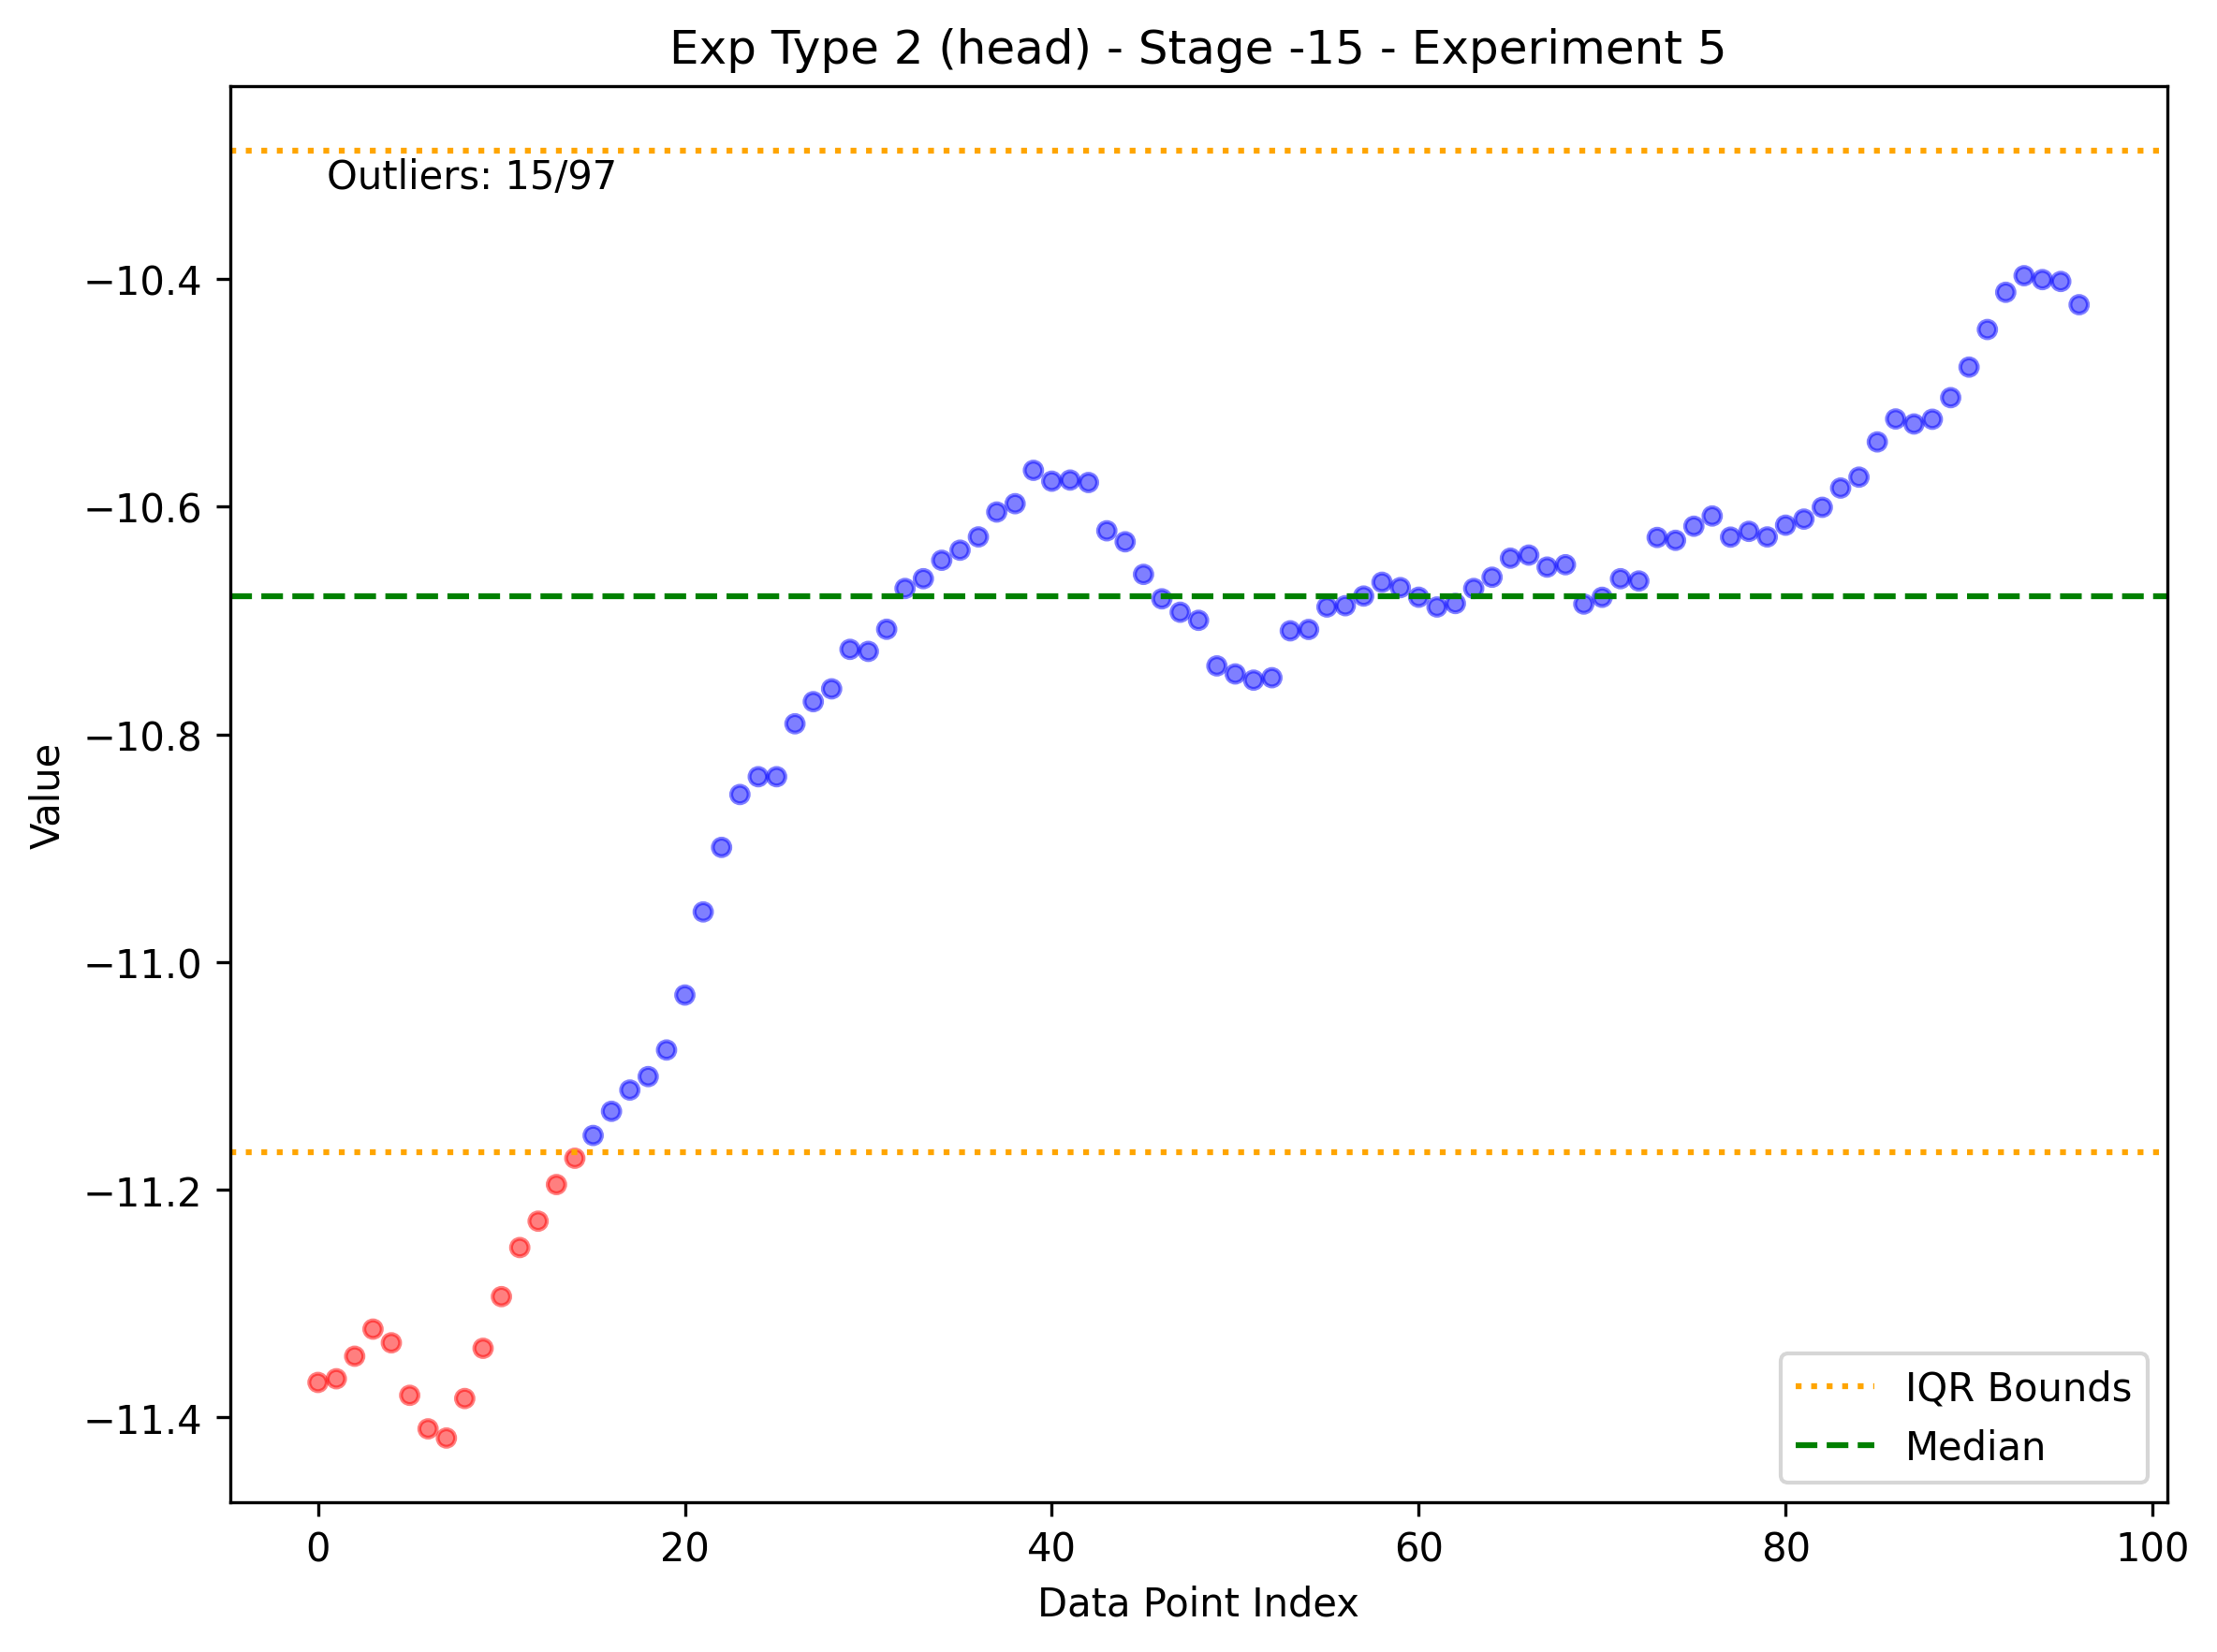 Exp Type 2 (head) - Stage -15 - Experiment 5
Outliers: 15/97
Value
−10.4
−10.6
−10.8
−11.0
−11.2
−11.4
IQR Bounds
Median
0 20 40 60 80 100
Data Point Index